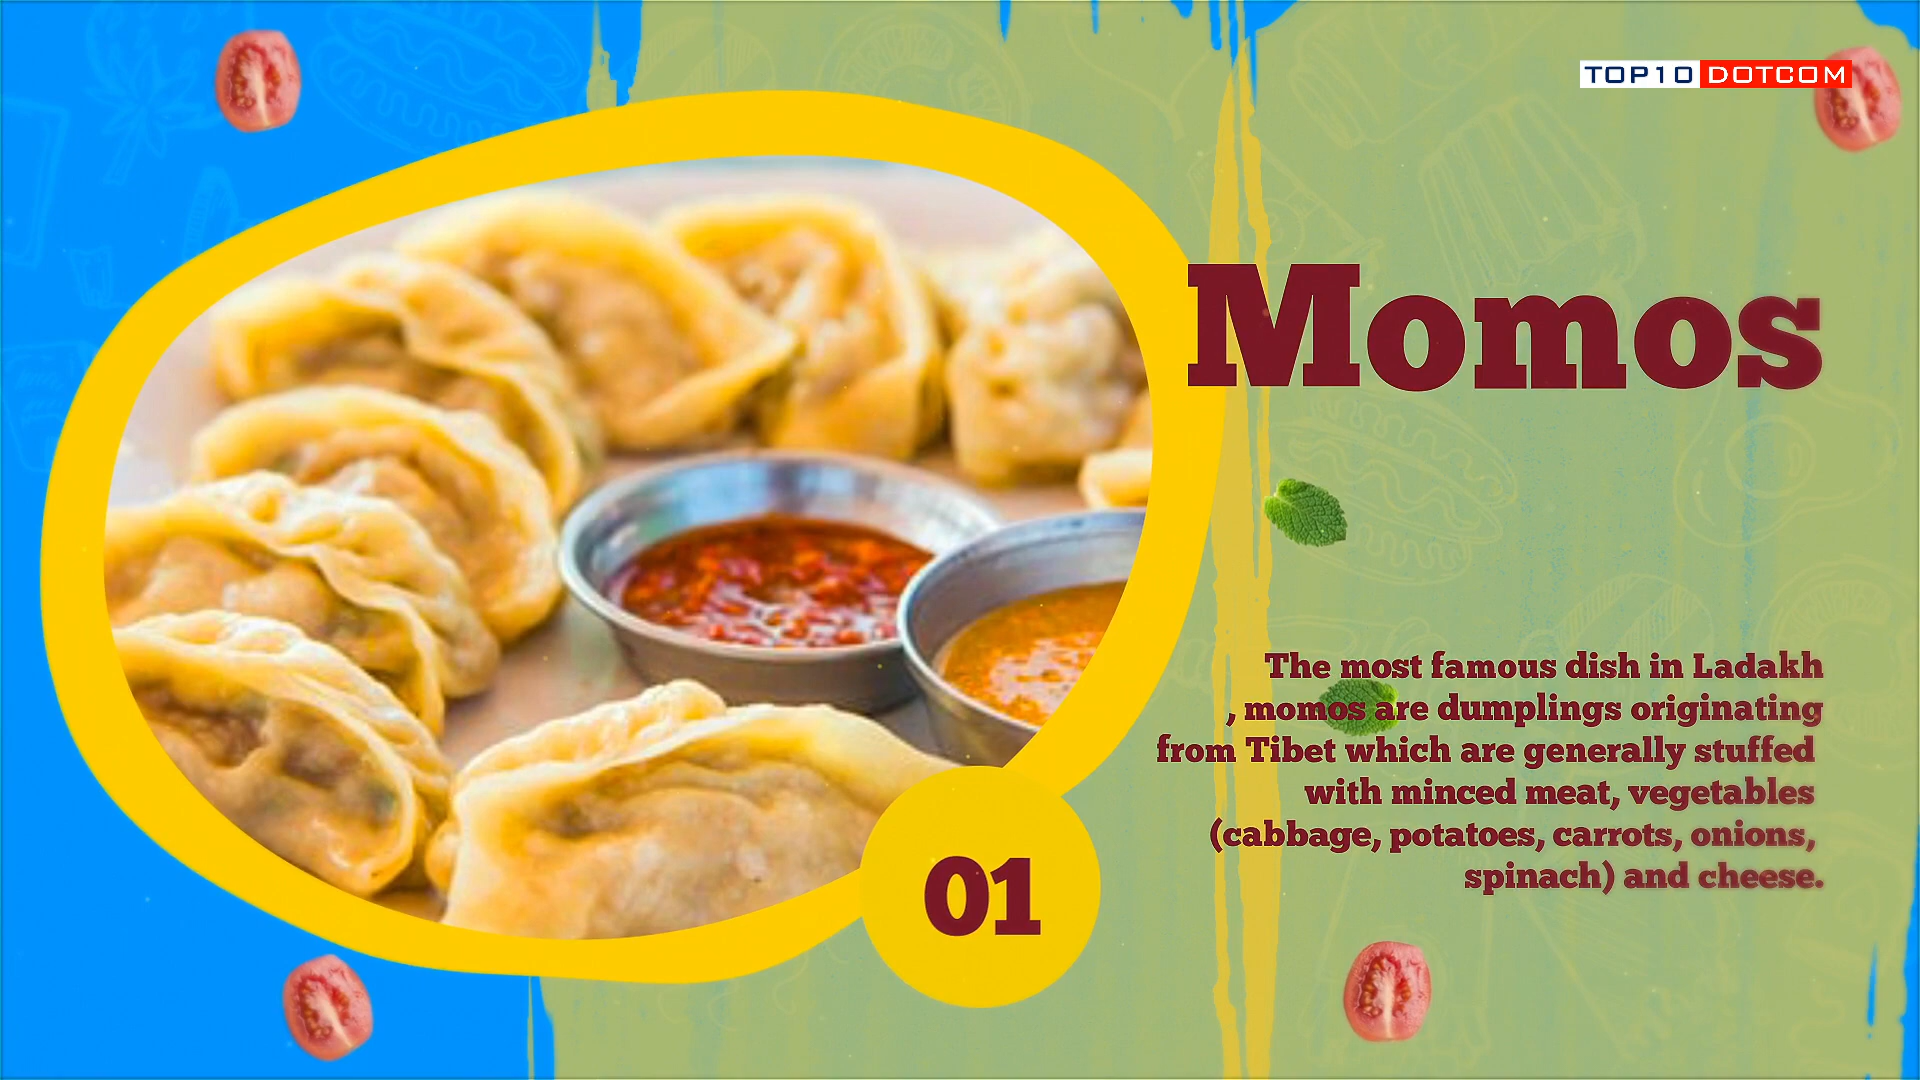 TOP10 DOTCOM
Momos
The most famous dish in Ladakh
, momos are dumplings originating
from Tibet which are generally stuffed
with minced meat, vegetables
(cabbage, potatoes, carrots, onions,
spinach) and cheese.
01